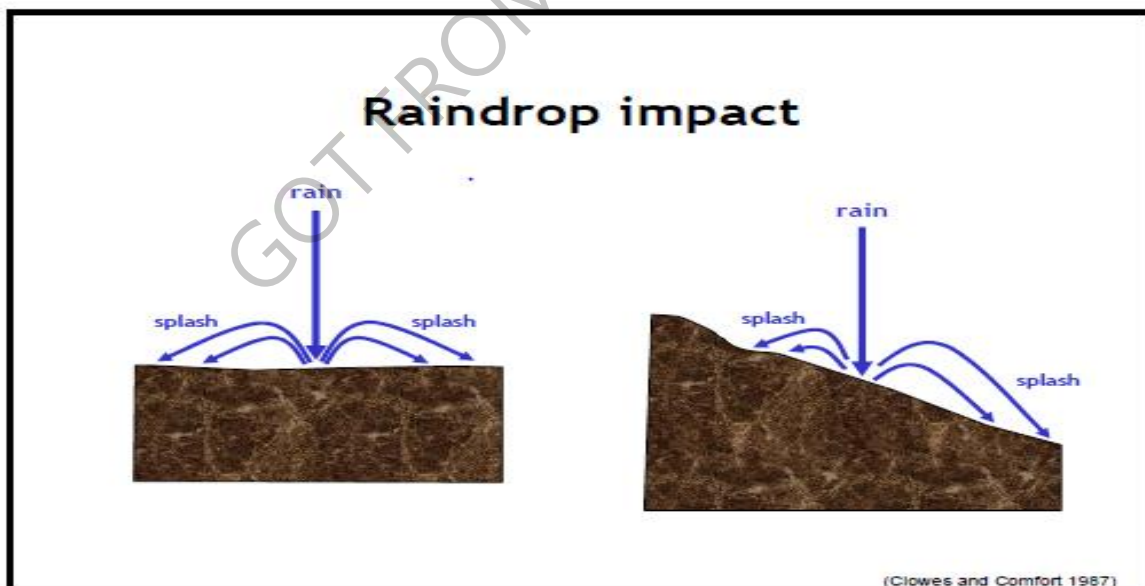 GOT FROM
Raindrop impact
rain
rain
splash
splash
splash
splash
(Clowes and Comfort 1987)